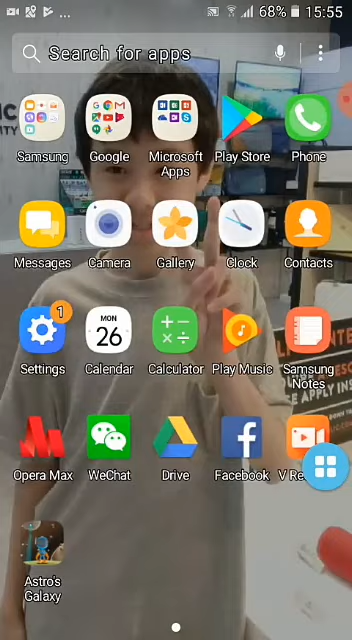 68% 15:55
Search for apps
Samsung Google Microsoft Apps Play Store Phone
Messages Camera Gallery Clock Contacts
1
MON
26
Settings Calendar Calculator Play Music Samsung Notes
Opera Max WeChat Drive Facebook V Re
Astro's Galaxy